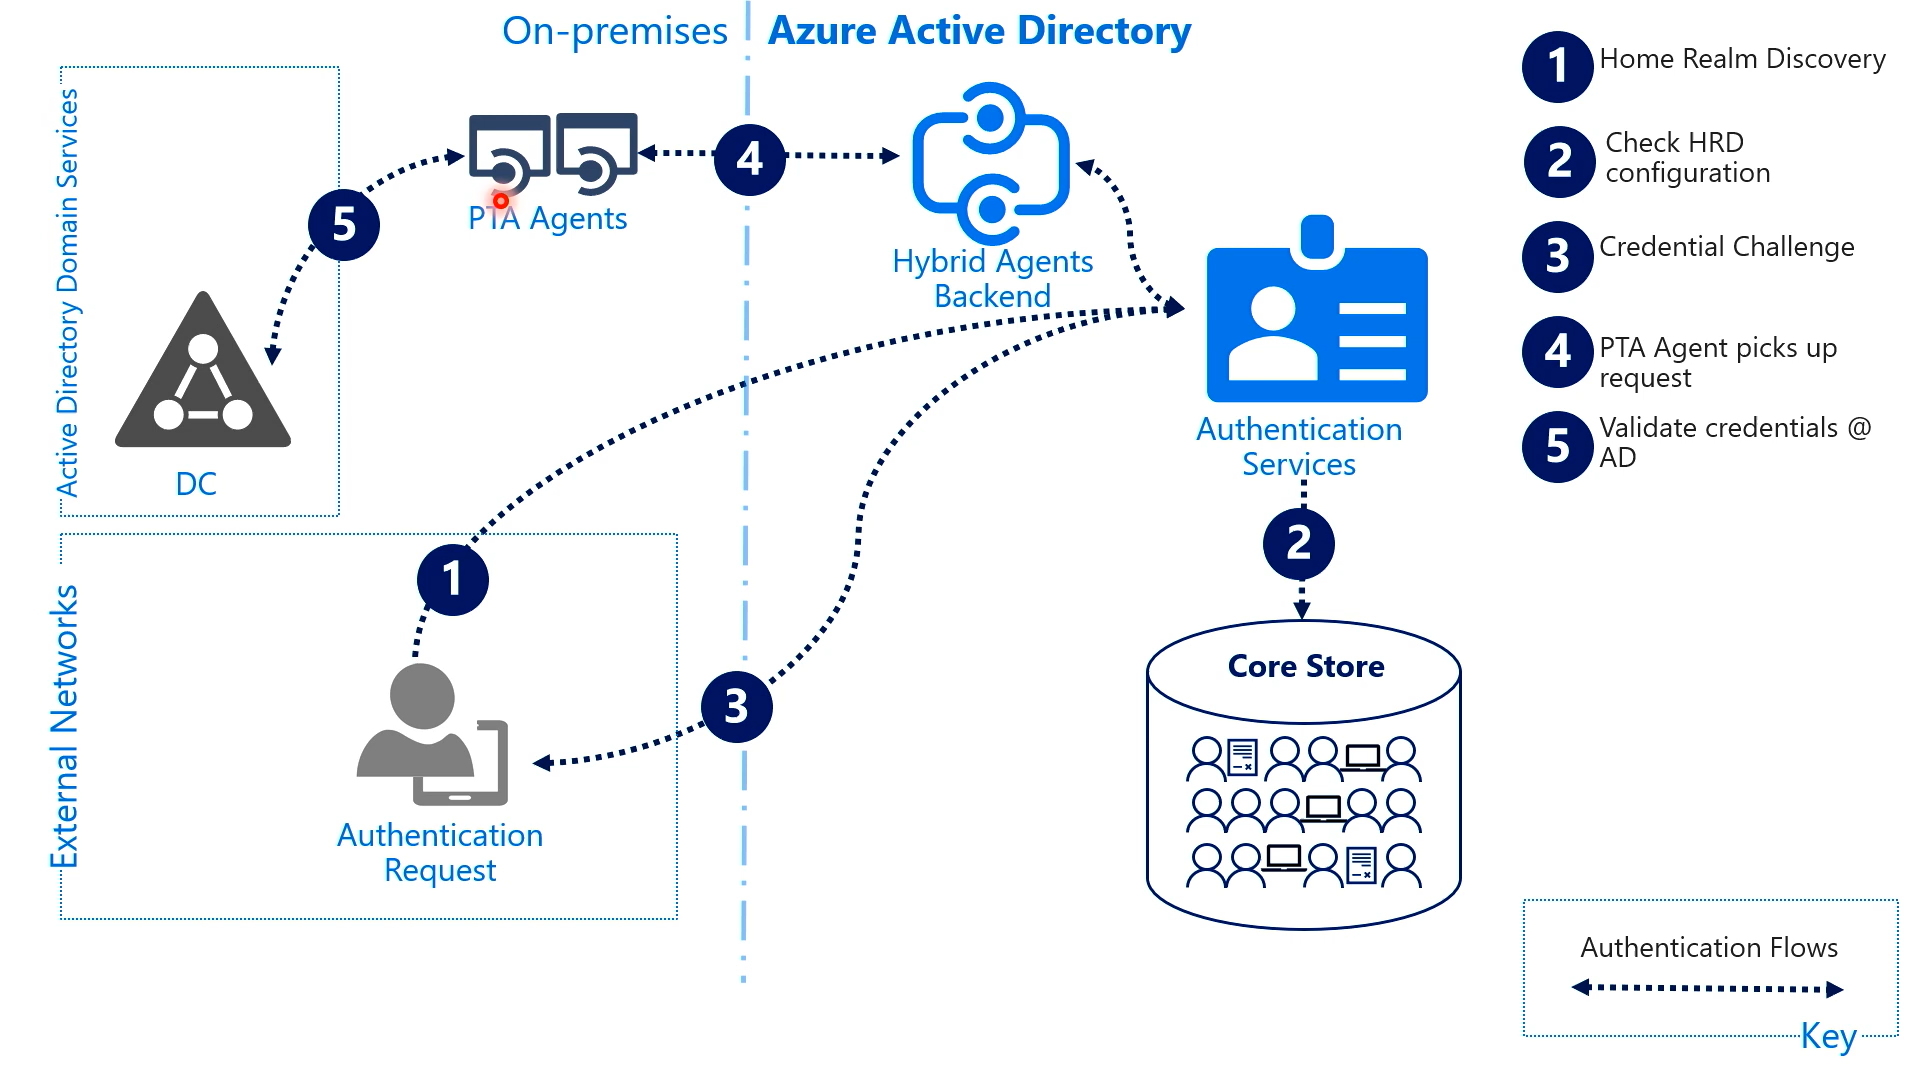 On-premises
Azure Active Directory
Active Directory Domain Services
5
DC
PTA Agents
4
Hybrid Agents
Backend
Authentication
Services
2
Core Store
External Networks
1
3
Authentication
Request
1 Home Realm Discovery
2 Check HRD
configuration
3 Credential Challenge
4 PTA Agent picks up
request
5 Validate credentials @
AD
Authentication Flows
Key